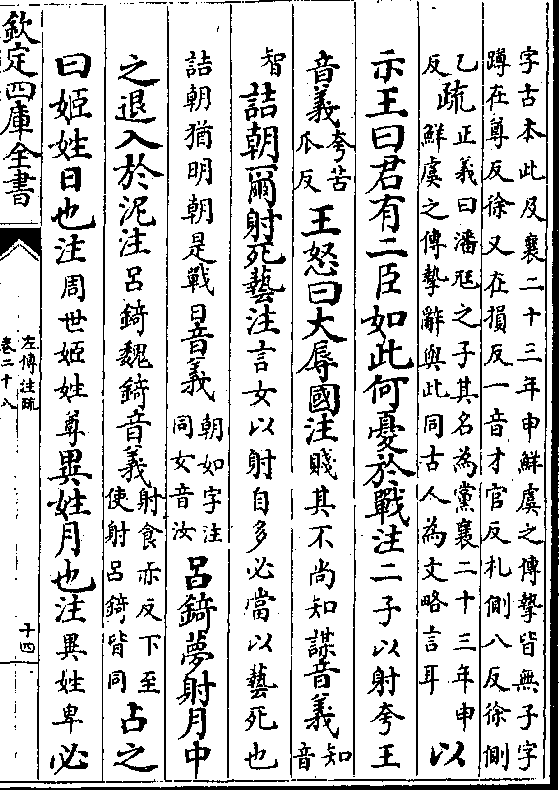 字古本此及襄二十三年申鮮虞之傳摯皆無子字
蹲在尊反徐又在損反一音才官反札側八反徐側
乙疏正義曰潘尫之子其名為黨襄二十三年申
反鮮虞之傳摯辭與此同古人為文略言耳以
示王曰君有二臣如此何憂於戰注二子以射夸王
音義夸苦瓜反王怒曰大辱國注賤其不尚知謀音義知音
智詰朝爾射死藝注言女以射自多必當以藝死也
詰朝猶明朝是戰日音義朝如字注同女音汝呂錡夢射月中
之退入於泥注呂錡魏錡音義射食亦反下至使射呂錡皆同占之
曰姬姓日也注周世姬姓尊異姓月也注異姓卑必
欽定四庫全書
左傳注疏
卷二十八
十四